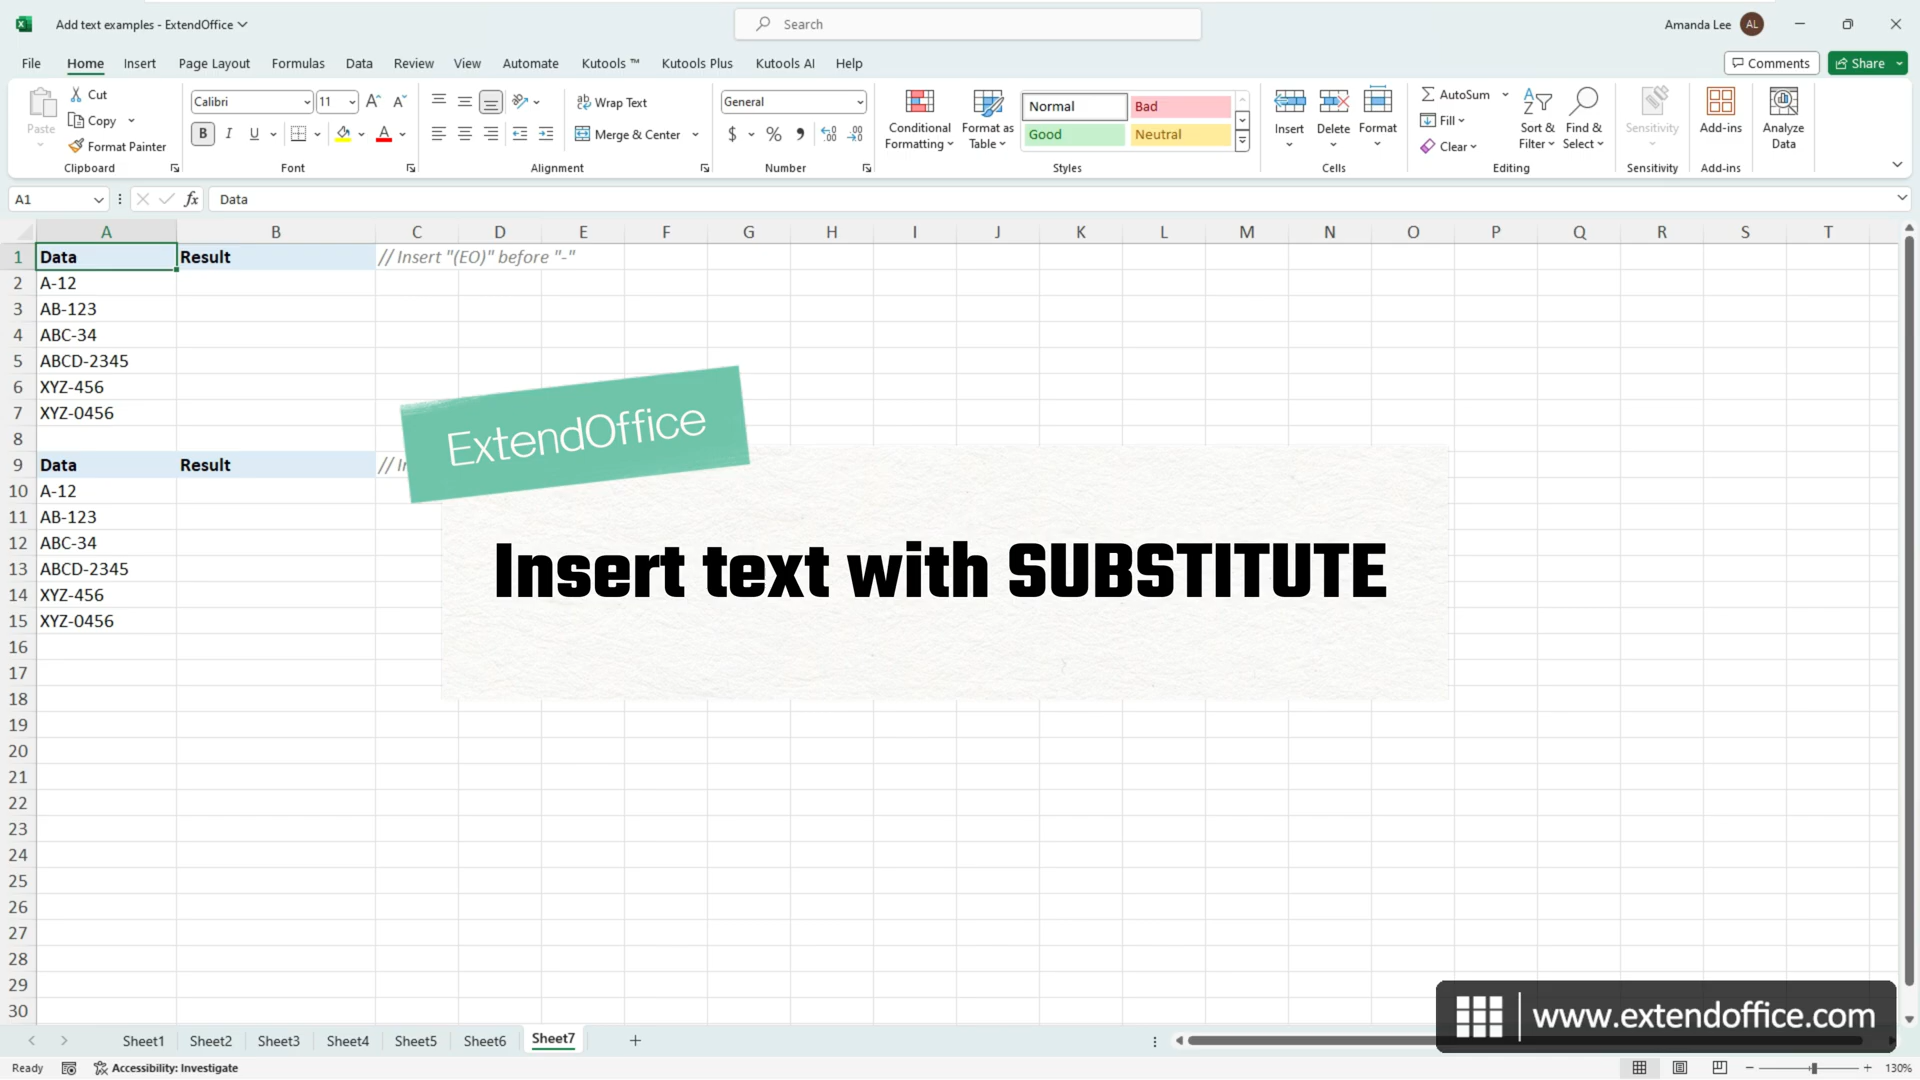 Add text examples - ExtendOffice
Search
Amanda Lee
AL
File Home Insert Page Layout Formulas Data Review View Automate Kutools ™ Kutools Plus Kutools AI Help
Comments
Share
Paste
Cut
Copy
Format Painter
Clipboard
Calibri
11
B I U
Font
Wrap Text
Merge & Center
Alignment
General
Number
Conditional Formatting
Format as Table
Normal
Bad
Good
Neutral
Styles
Insert
Delete
Format
Cells
AutoSum
Fill
Clear
Sort & Filter
Find & Select
Editing
Sensitivity
Sensitivity
Add-ins
Add-ins
Analyze Data
A1
fx
Data
A B C D E F G H I J K L M N O P Q R S T
1 Data Result // Insert "(EO)" before "-"
2 A-12
3 AB-123
4 ABC-34
5 ABCD-2345
6 XYZ-456
7 XYZ-0456
8
9 Data Result //
10 A-12
11 AB-123
12 ABC-34
13 ABCD-2345
14 XYZ-456
15 XYZ-0456
16
17
18
19
20
21
22
23
24
25
26
27
28
29
30
ExtendOffice
Insert text with SUBSTITUTE
www.extendoffice.com
Sheet1 Sheet2 Sheet3 Sheet4 Sheet5 Sheet6 Sheet7
Ready
Accessibility: Investigate
130%